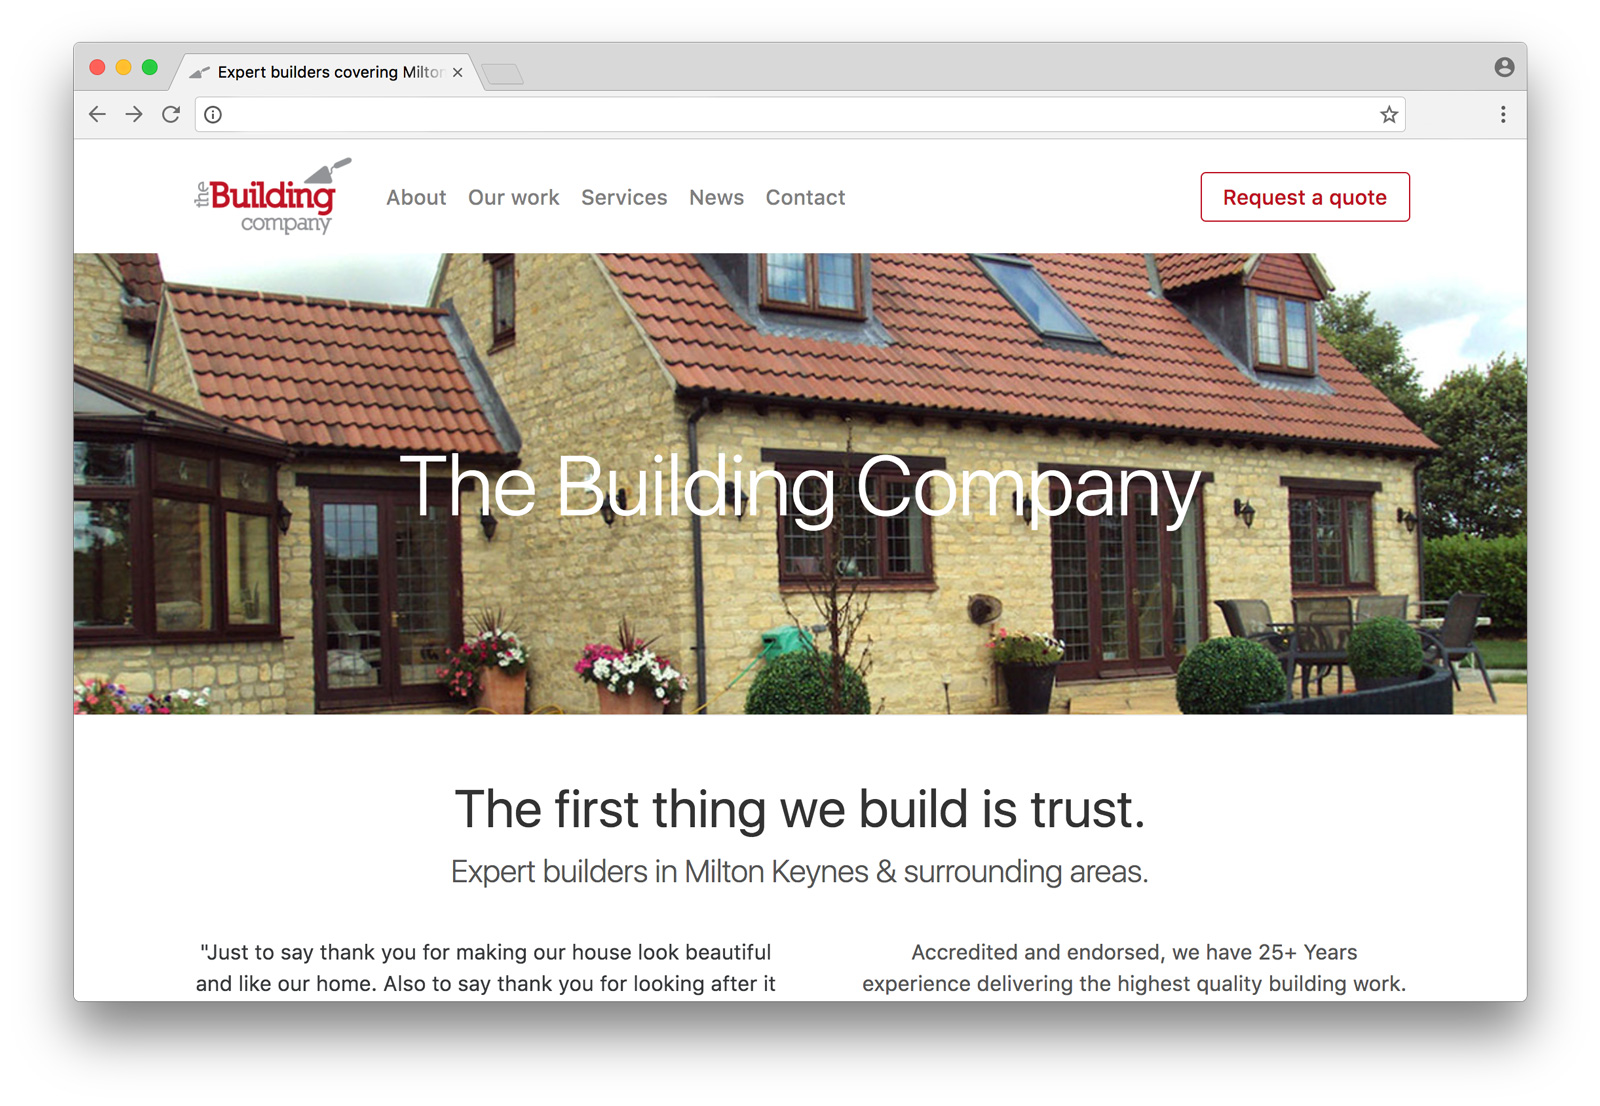 Expert builders covering Milton
the Building
company
About Our work Services News Contact
Request a quote
The Building Company
The first thing we build is trust.
Expert builders in Milton Keynes & surrounding areas.
"Just to say thank you for making our house look beautiful
and like our home. Also to say thank you for looking after it
Accredited and endorsed, we have 25+ Years
experience delivering the highest quality building work.